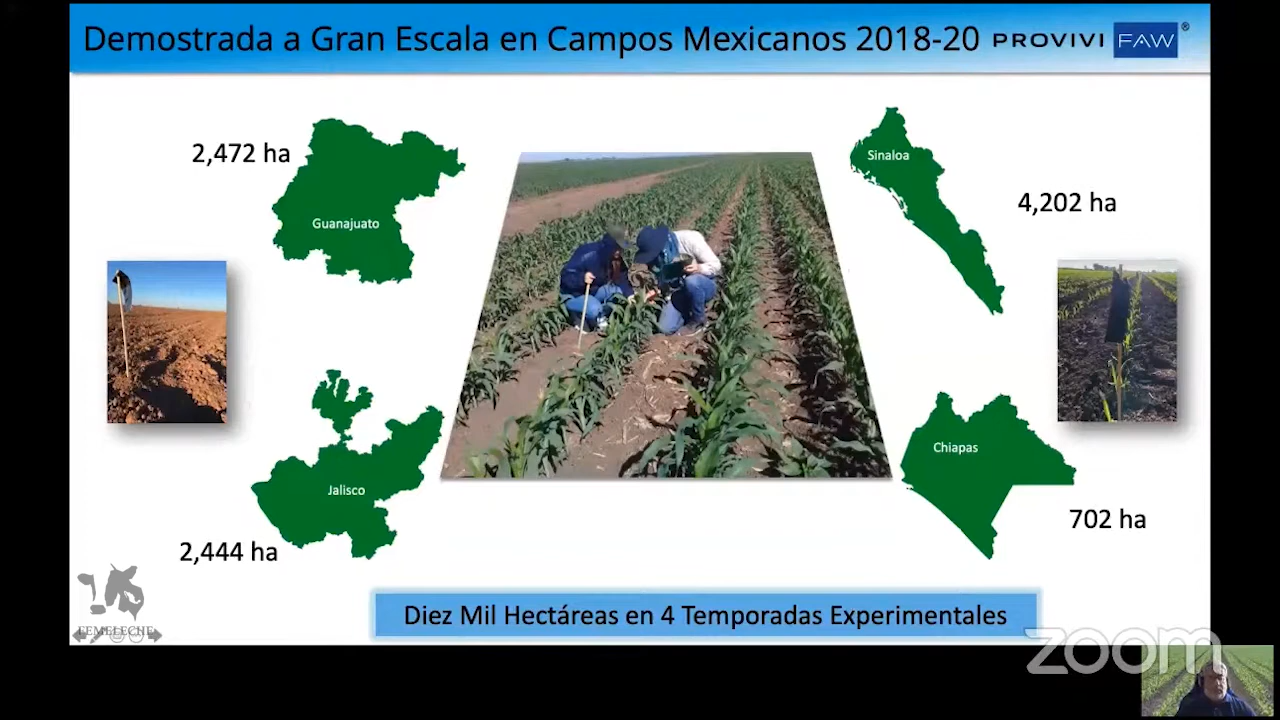 Demostrada a Gran Escala en Campos Mexicanos 2018-20
PROVIVI FAW®
2,472 ha
Guanajuato
Sinaloa
4,202 ha
Jalisco
2,444 ha
Chiapas
702 ha
Diez Mil Hectáreas en 4 Temporadas Experimentales
FEMELECHE
zoom